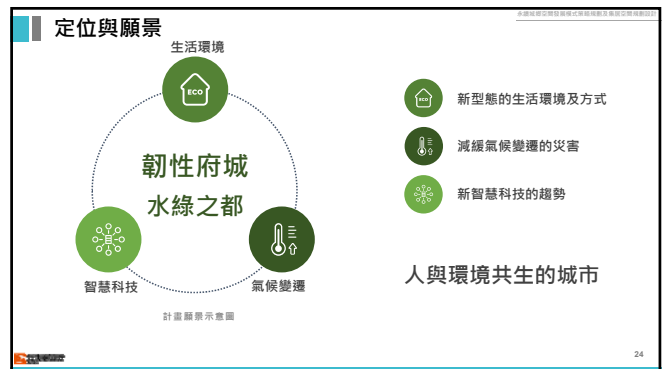 定位與願景
生活環境
ECO
韌性府城
水綠之都
智慧科技
氣候變遷
計畫願景示意圖
ECO
新型態的生活環境及方式
減緩氣候變遷的災害
新智慧科技的趨勢
人與環境共生的城市
24